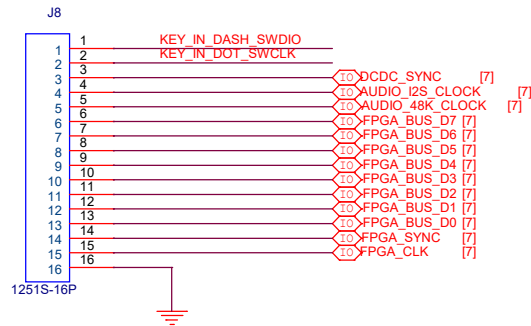 J8
1 1 KEY_IN_DASH_SWDIO
2 2 KEY_IN_DOT_SWCLK
3 3 IO DCDC_SYNC [7]
4 4 IO AUDIO_I2S_CLOCK [7]
5 5 IO AUDIO_48K_CLOCK [7]
6 6 IO FPGA_BUS_D7 [7]
7 7 IO FPGA_BUS_D6 [7]
8 8 IO FPGA_BUS_D5 [7]
9 9 IO FPGA_BUS_D4 [7]
10 10 IO FPGA_BUS_D3 [7]
11 11 IO FPGA_BUS_D2 [7]
12 12 IO FPGA_BUS_D1 [7]
13 13 IO FPGA_BUS_D0 [7]
14 14 IO FPGA_SYNC [7]
15 15 IO FPGA_CLK [7]
16 16
1251S-16P